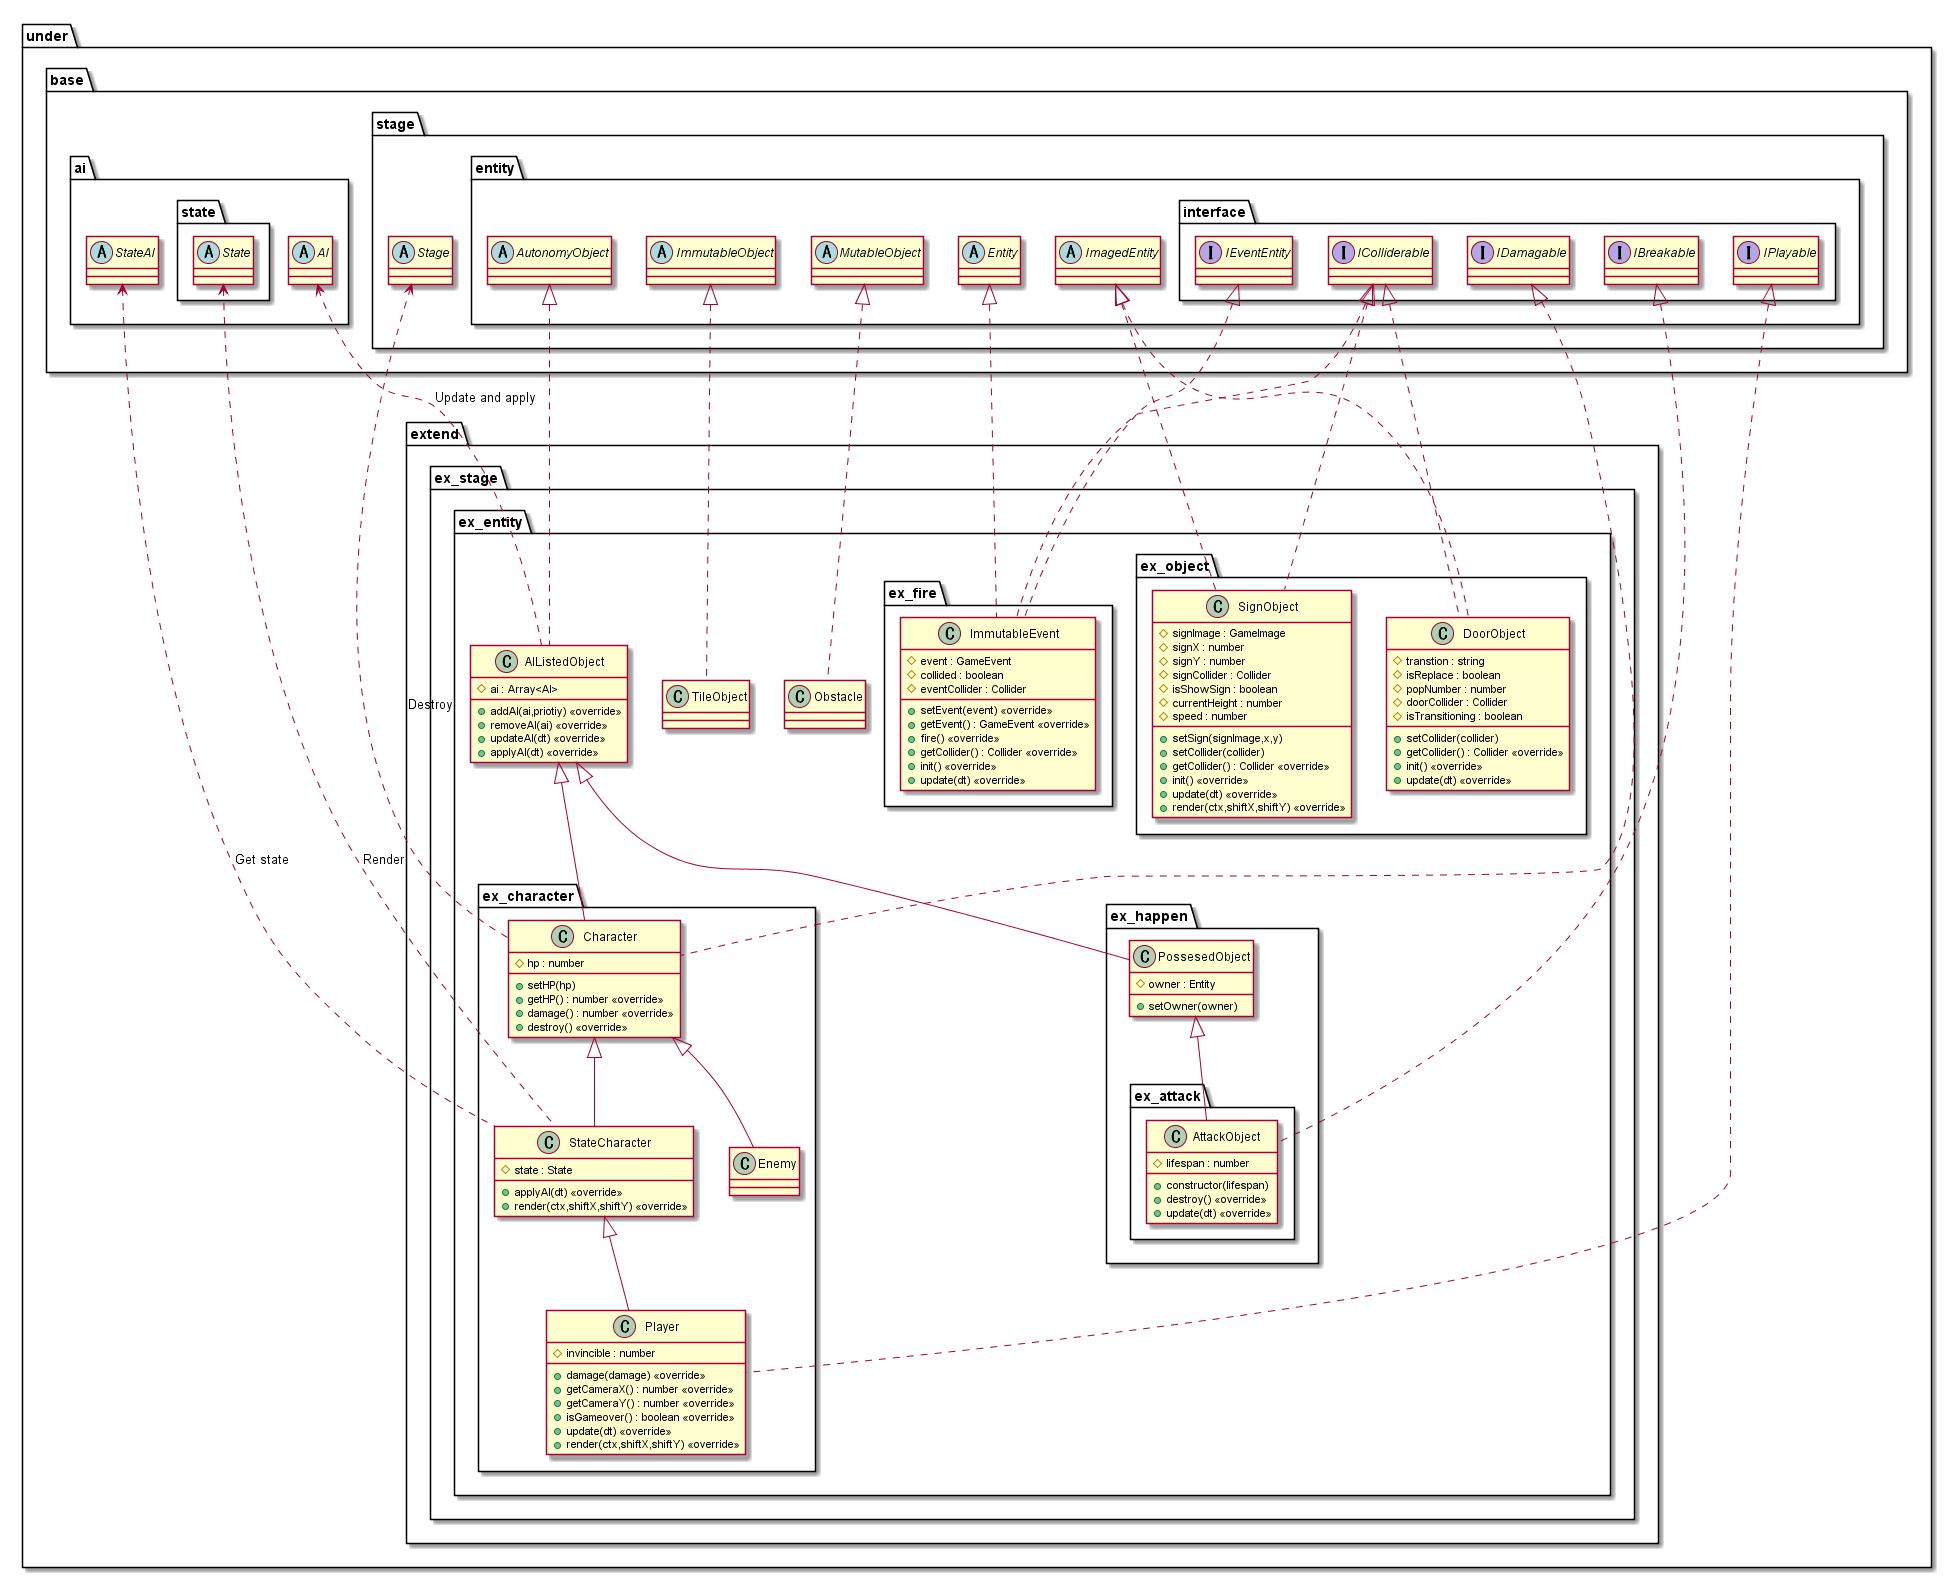 under
base
stage
ai
entity
state
interface
A StateAI
A State
A AI
A Stage
A AutonomyObject
A ImmutableObject
A MutableObject
A Entity
A ImagedEntity
I IEventEntity
I IColliderable
I IDamagable
I IBreakable
I IPlayable
Update and apply
extend
ex_stage
ex_entity
ex_object
ex_fire
C SignObject
signImage : GameImage
signX : number
signY : number
signCollider : Collider
isShowSign : boolean
currentHeight : number
speed : number
setSign(signImage,x,y)
setCollider(collider)
getCollider() : Collider «override»
init() «override»
update(dt) «override»
render(ctx,shiftX,shiftY) «override»
C DoorObject
transtion : string
isReplace : boolean
popNumber : number
doorCollider : Collider
isTransitioning : boolean
setCollider(collider)
getCollider() : Collider «override»
init() «override»
update(dt) «override»
C ImmutableEvent
event : GameEvent
collided : boolean
eventCollider : Collider
setEvent(event) «override»
getEvent() : GameEvent «override»
fire() «override»
getCollider() : Collider «override»
init() «override»
update(dt) «override»
C AIListedObject
ai : Array<AI>
addAI(ai,priotiy) «override»
removeAI(ai) «override»
updateAI(dt) «override»
applyAI(dt) «override»
C TileObject
C Obstacle
Destroy
Get state
Render
ex_character
C Character
hp : number
setHP(hp)
getHP() : number «override»
damage() : number «override»
destroy() «override»
ex_happen
C PossesedObject
owner : Entity
setOwner(owner)
ex_attack
C AttackObject
lifespan : number
constructor(lifespan)
destroy() «override»
update(dt) «override»
C StateCharacter
state : State
applyAI(dt) «override»
render(ctx,shiftX,shiftY) «override»
C Enemy
C Player
invincible : number
damage(damage) «override»
getCameraX() : number «override»
getCameraY() : number «override»
isGameover() : boolean «override»
update(dt) «override»
render(ctx,shiftX,shiftY) «override»